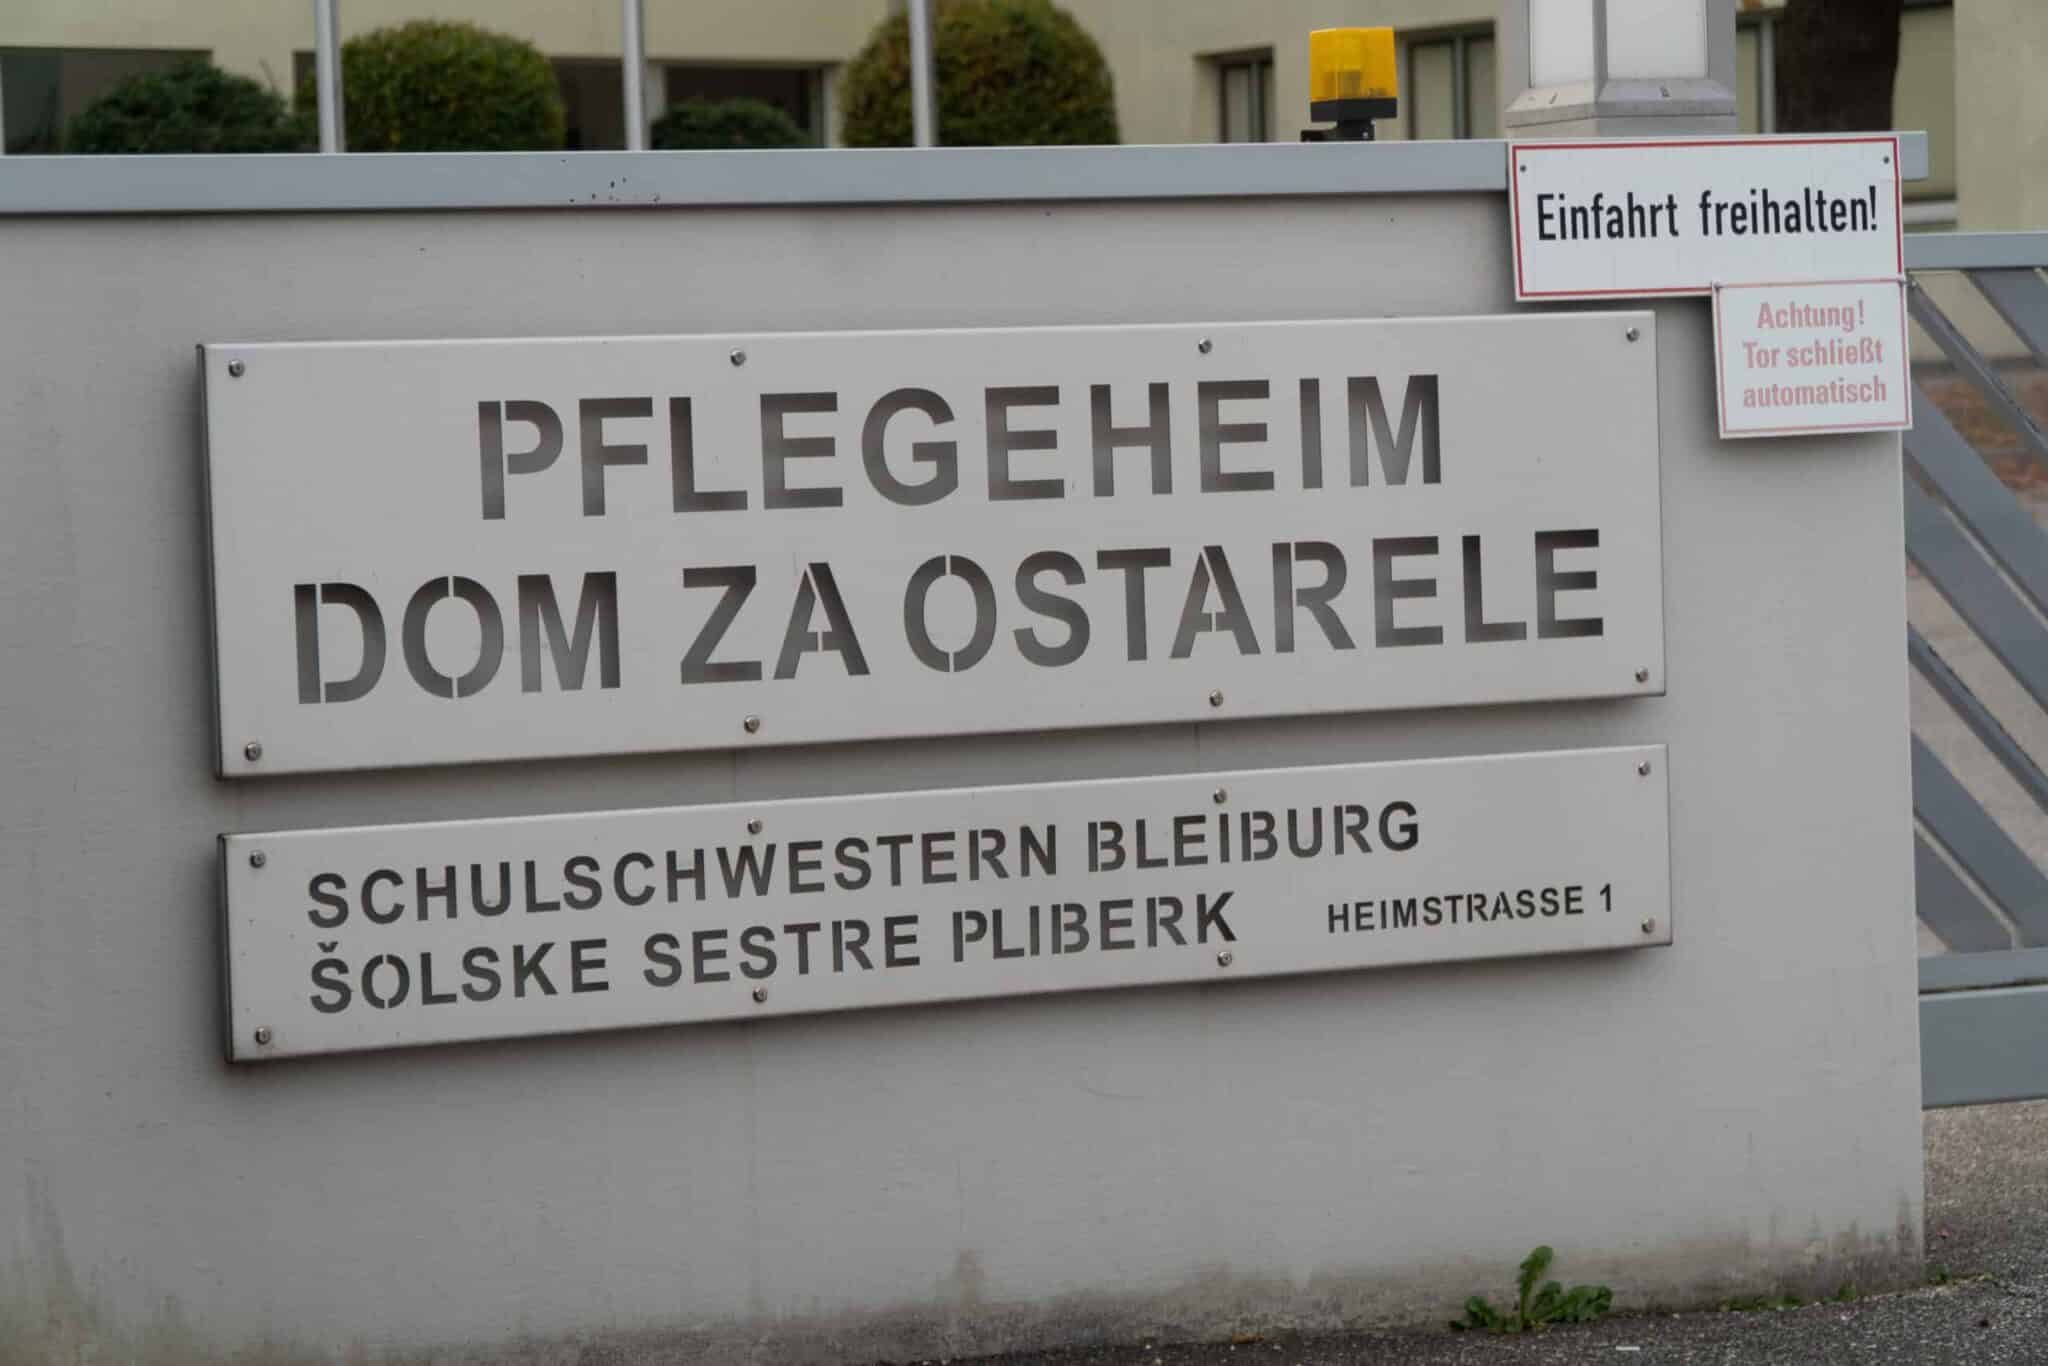 Einfahrt freihalten!
Achtung!
Tor schließt
automatisch
PFLEGEHEIM
DOM ZA OSTARELE
SCHULSCHWESTERN BLEIBURG
ŠOLSKE SESTRE PLIBERK
HEIMSTRASSE 1